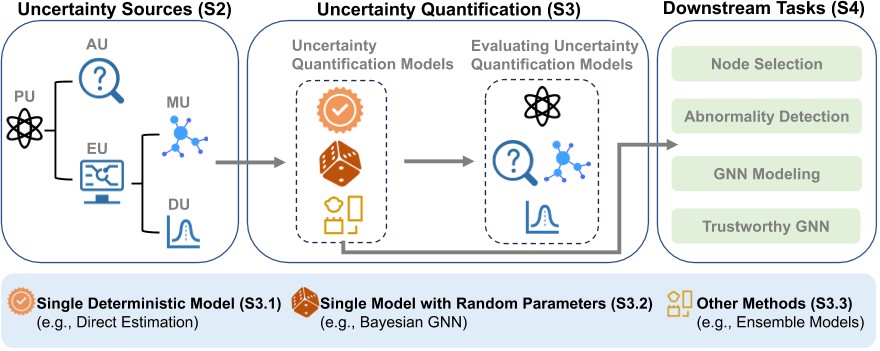 Uncertainty Sources (S2)
Uncertainty Quantification (S3)
Downstream Tasks (S4)
AU
PU
EU
MU
DU
Uncertainty
Quantification Models
Evaluating Uncertainty
Quantification Models
Node Selection
Abnormality Detection
GNN Modeling
Trustworthy GNN
Single Deterministic Model (S3.1)
(e.g., Direct Estimation)
Single Model with Random Parameters (S3.2)
(e.g., Bayesian GNN)
Other Methods (S3.3)
(e.g., Ensemble Models)